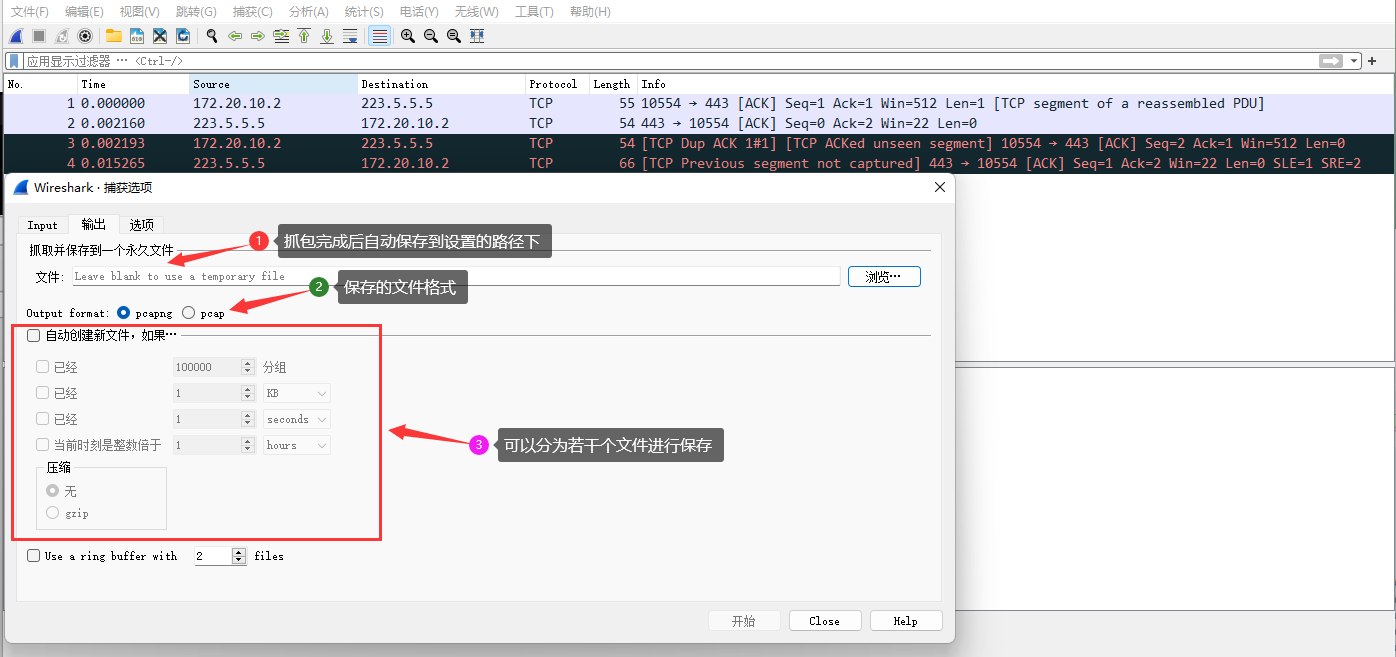 文件(F) 编辑(E) 视图(V) 跳转(G) 捕获(C) 分析(A) 统计(S) 电话(Y) 无线(W) 工具(T) 帮助(H)
应用显示过滤器 … <Ctrl-/>
No. Time Source Destination Protocol Length Info
1 0.000000 172.20.10.2 223.5.5.5 TCP 55 10554 → 443 [ACK] Seq=1 Ack=1 Win=512 Len=1 [TCP segment of a reassembled PDU]
2 0.002160 223.5.5.5 172.20.10.2 TCP 54 443 → 10554 [ACK] Seq=0 Ack=2 Win=22 Len=0
3 0.002193 172.20.10.2 223.5.5.5 TCP 54 [TCP Dup ACK 1#1] [TCP ACKed unseen segment] 10554 → 443 [ACK] Seq=2 Ack=1 Win=512 Len=0
4 0.015265 223.5.5.5 172.20.10.2 TCP 66 [TCP Previous segment not captured] 443 → 10554 [ACK] Seq=1 Ack=2 Win=22 Len=0 SLE=1 SRE=2
Wireshark · 捕获选项
Input 输出 选项
1 抓包完成后自动保存到设置的路径下
抓取并保存到一个永久文件
文件: Leave blank to use a temporary file 浏览…
2 保存的文件格式
Output format: pcapng pcap
自动创建新文件，如果…
已经 100000 分组
已经 1 KB
已经 1 seconds
当前时刻是整数倍于 1 hours
3 可以分为若干个文件进行保存
压缩
无
gzip
Use a ring buffer with 2 files
开始 Close Help